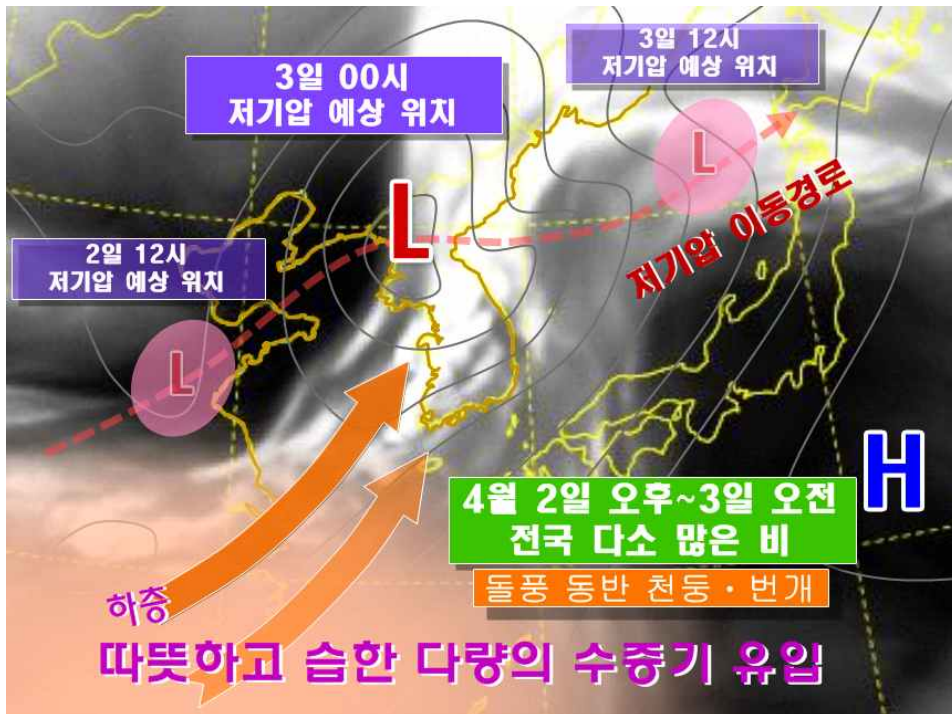 3일 12시
저기압 예상 위치
3일 00시
저기압 예상 위치
L
L
저기압 이동경로
2일 12시
저기압 예상 위치
L
H
4월 2일 오후~3일 오전
전국 다소 많은 비
돌풍 동반 천둥·번개
하층
따뜻하고 습한 다량의 수증기 유입